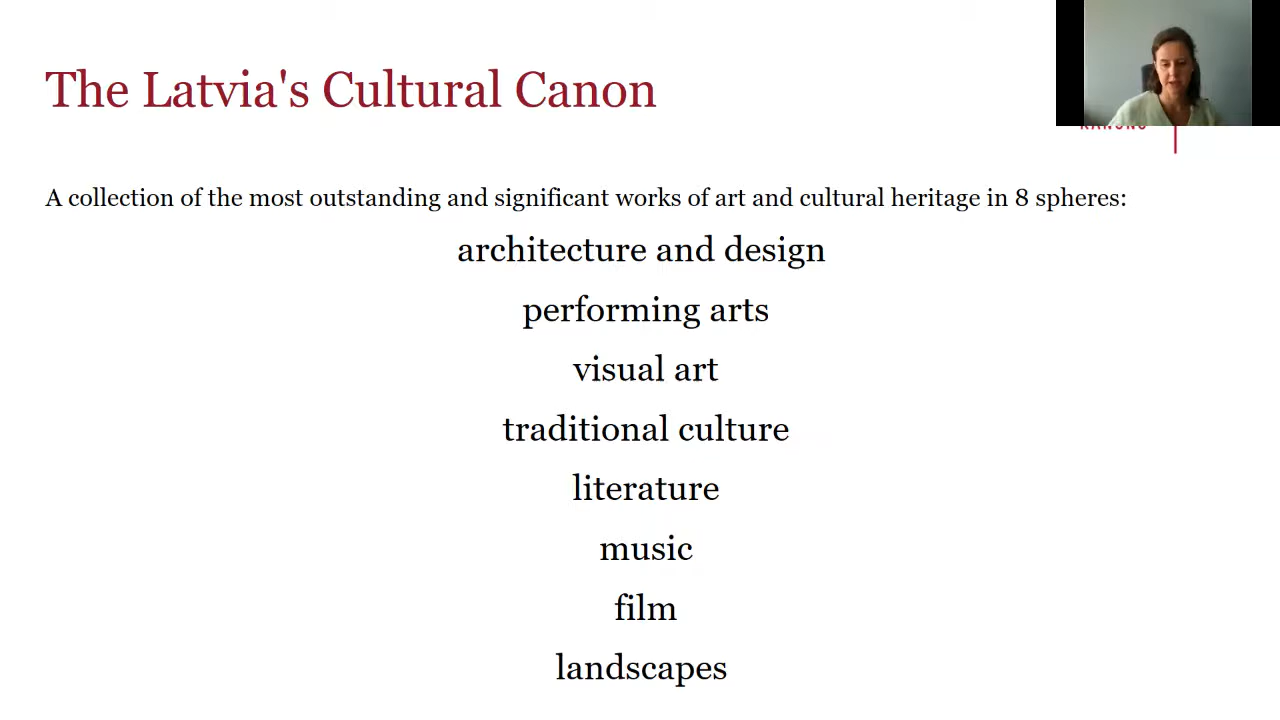 The Latvia's Cultural Canon
A collection of the most outstanding and significant works of art and cultural heritage in 8 spheres:
architecture and design
performing arts
visual art
traditional culture
literature
music
film
landscapes